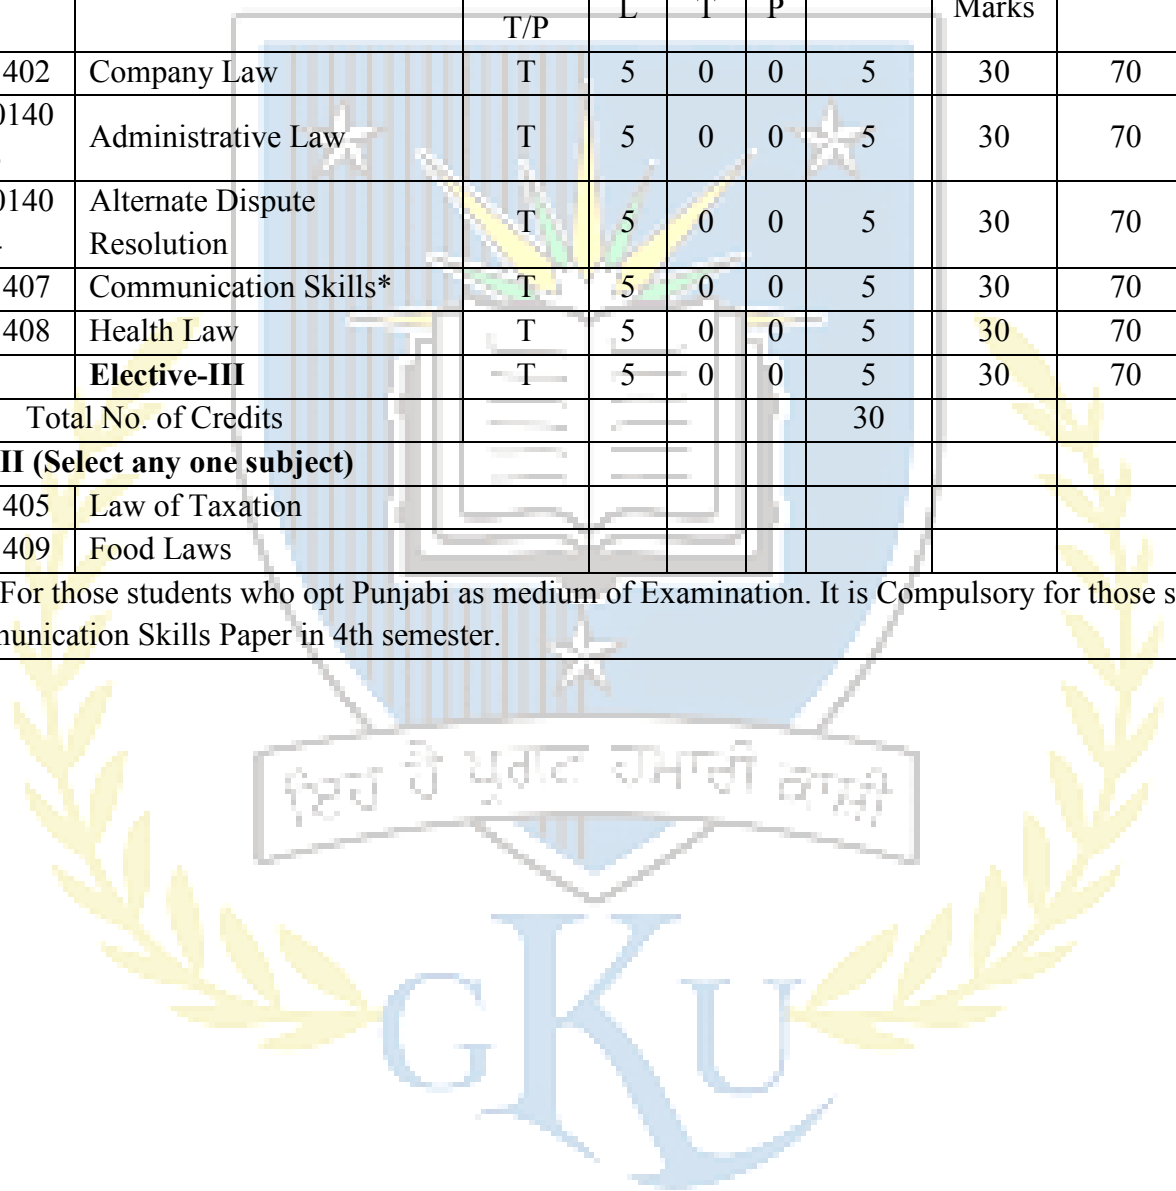 L T P Marks
T/P
402 Company Law T 5 0 0 5 30 70
0140
Administrative Law T 5 0 0 5 30 70
0140 Alternate Dispute
Resolution T 5 0 0 5 30 70
407 Communication Skills* T 5 0 0 5 30 70
408 Health Law T 5 0 0 5 30 70
Elective-III T 5 0 0 5 30 70
Total No. of Credits 30
II (Select any one subject)
405 Law of Taxation
409 Food Laws
For those students who opt Punjabi as medium of Examination. It is Compulsory for those s
munication Skills Paper in 4th semester.
ਇਹ ਹੈ ਪ੍ਰਗਟ ਹਮਾਰੀ ਕਾਸੀ
GKU